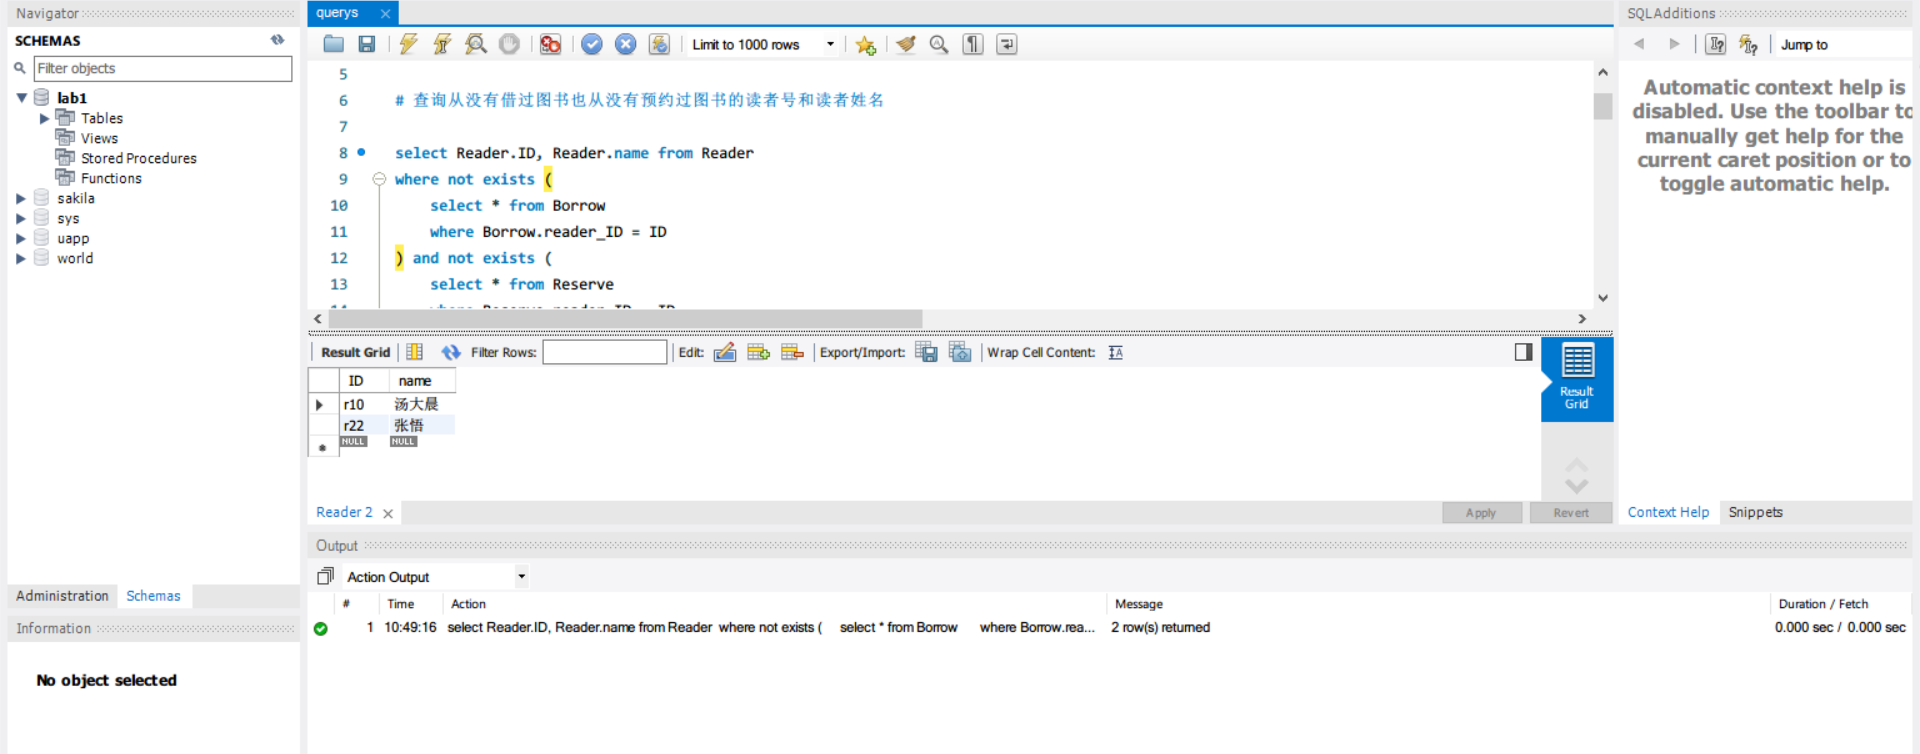 Navigator
SCHEMAS
Filter objects
lab1
Tables
Views
Stored Procedures
Functions
sakila
sys
uapp
world
Administration Schemas
Information
No object selected
querys
Limit to 1000 rows
5
6 # 查询从没有借过图书也从没有预约过图书的读者号和读者姓名
7
8 select Reader.ID, Reader.name from Reader
9 where not exists (
10 select * from Borrow
11 where Borrow.reader_ID = ID
12 ) and not exists (
13 select * from Reserve
Result Grid Filter Rows: Edit: Export/Import: Wrap Cell Content:
ID name
r10 汤大晨
r22 张悟
NULL NULL
Result
Grid
Reader 2 Apply Revert
Output
Action Output
# Time Action Message Duration / Fetch
1 10:49:16 select Reader.ID, Reader.name from Reader where not exists ( select * from Borrow where Borrow.rea... 2 row(s) returned 0.000 sec / 0.000 sec
SQLAdditions
Jump to
Automatic context help is
disabled. Use the toolbar to
manually get help for the
current caret position or to
toggle automatic help.
Context Help Snippets